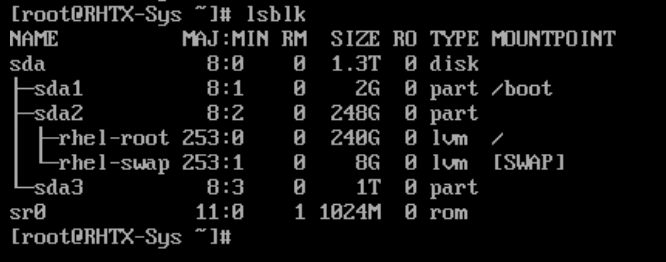 [root@RHTX-Sys ~]# lsblk
NAME          MAJ:MIN RM  SIZE RO TYPE MOUNTPOINT
sda             8:0    0  1.3T  0 disk
├─sda1          8:1    0    2G  0 part /boot
├─sda2          8:2    0  248G  0 part
│ ├─rhel-root 253:0    0  240G  0 lvm  /
│ └─rhel-swap 253:1    0    8G  0 lvm  [SWAP]
└─sda3          8:3    0    1T  0 part
sr0            11:0    1 1024M  0 rom
[root@RHTX-Sys ~]#